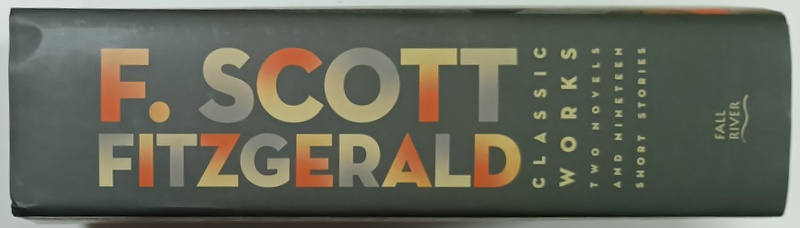 F. SCOTT
FITZGERALD
CLASSIC
WORKS
TWO NOVELS
AND NINETEEN
SHORT STORIES
FALL
RIVER